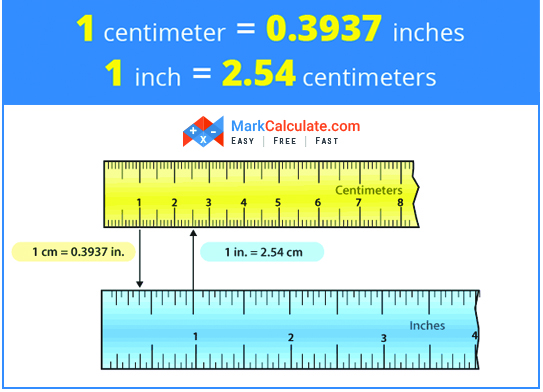 1 centimeter = 0.3937 inches
1 inch = 2.54 centimeters
+ - x
MarkCalculate.com
EASY | FREE | FAST
Centimeters
1 2 3 4 5 6 7 8
1 cm = 0.3937 in.
1 in. = 2.54 cm
Inches
1 2 3 4